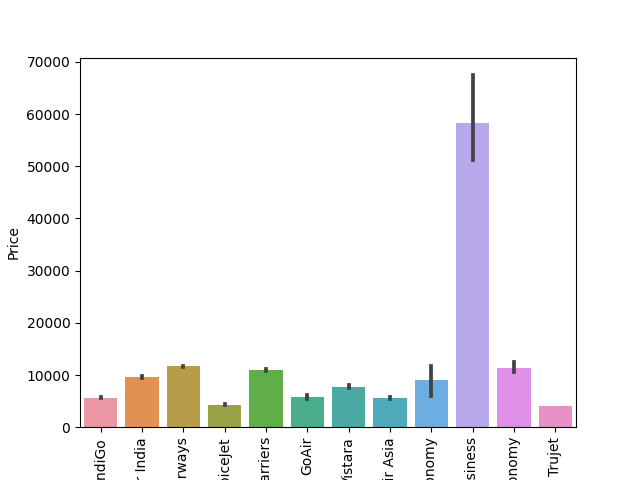 70000
60000
50000
40000
30000
20000
10000
0
Price
ndiGo
r India
rways
oiceJet
arriers
GoAir
Vistara
ir Asia
onomy
siness
onomy
Trujet